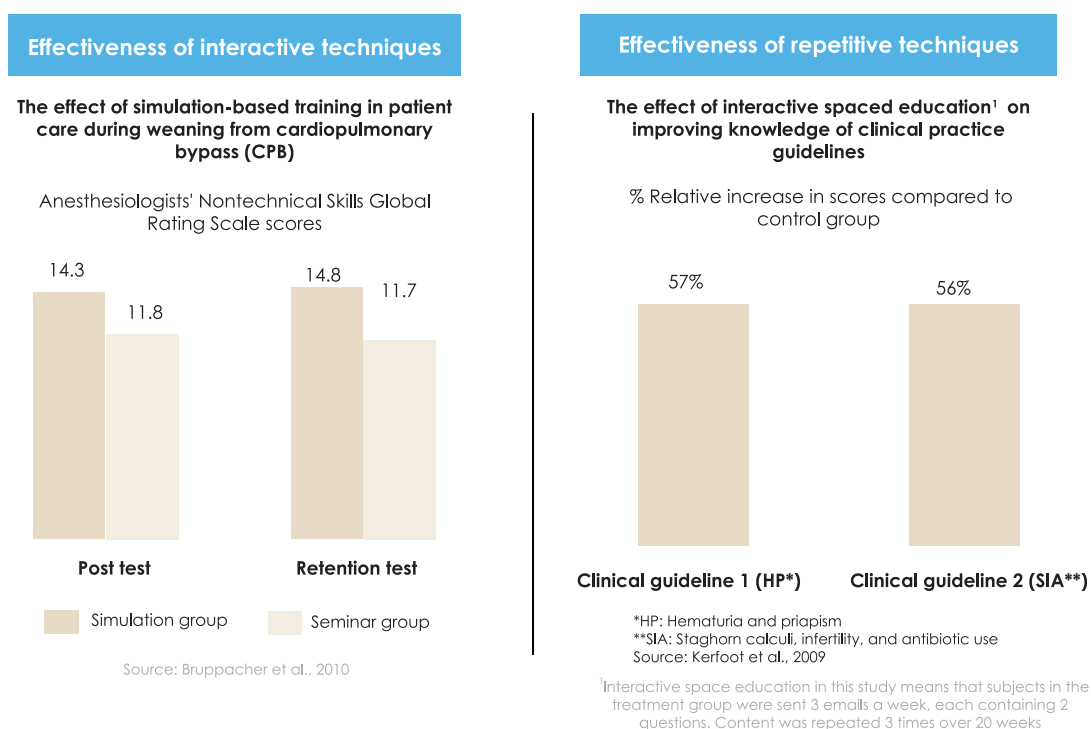 Effectiveness of interactive techniques
The effect of simulation-based training in patient
care during weaning from cardiopulmonary
bypass (CPB)
Anesthesiologists' Nontechnical Skills Global
Rating Scale scores
14.3
11.8
14.8
11.7
Post test
Retention test
Simulation group
Seminar group
Source: Bruppacher et al., 2010
Effectiveness of repetitive techniques
The effect of interactive spaced education¹ on
improving knowledge of clinical practice
guidelines
% Relative increase in scores compared to
control group
57%
56%
Clinical guideline 1 (HP*)
Clinical guideline 2 (SIA**)
*HP: Hematuria and priapism
**SIA: Staghorn calculi, infertility, and antibiotic use
Source: Kerfoot et al., 2009
¹Interactive space education in this study means that subjects in the
treatment group were sent 3 emails a week, each containing 2
questions. Content was repeated 3 times over 20 weeks